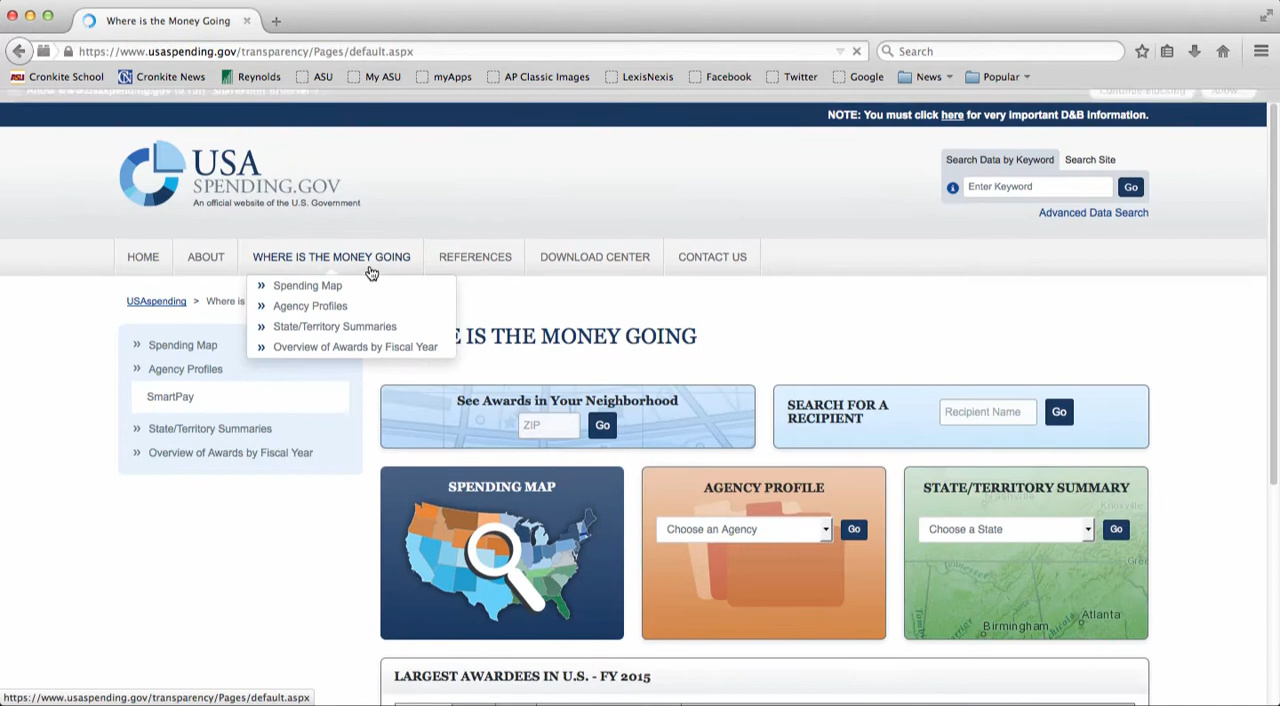 Where is the Money Going
https://www.usaspending.gov/transparency/Pages/default.aspx
Search
ASU Cronkite School
CN Cronkite News
Reynolds
ASU
My ASU
myApps
AP Classic Images
LexisNexis
Facebook
Twitter
Google
News
Popular
NOTE: You must click here for very important D&B Information.
USA
SPENDING.GOV
An official website of the U.S. Government
Search Data by Keyword
Search Site
Enter Keyword
Go
Advanced Data Search
HOME
ABOUT
WHERE IS THE MONEY GOING
REFERENCES
DOWNLOAD CENTER
CONTACT US
» Spending Map
» Agency Profiles
» State/Territory Summaries
» Overview of Awards by Fiscal Year
USAspending > Where is
» Spending Map
» Agency Profiles
SmartPay
» State/Territory Summaries
» Overview of Awards by Fiscal Year
IS THE MONEY GOING
See Awards in Your Neighborhood
ZIP
Go
SEARCH FOR A
RECIPIENT
Recipient Name
Go
SPENDING MAP
AGENCY PROFILE
Choose an Agency
Go
STATE/TERRITORY SUMMARY
Choose a State
Go
Knoxville
Atlanta
Birmingham
LARGEST AWARDEES IN U.S. - FY 2015
https://www.usaspending.gov/transparency/Pages/default.aspx